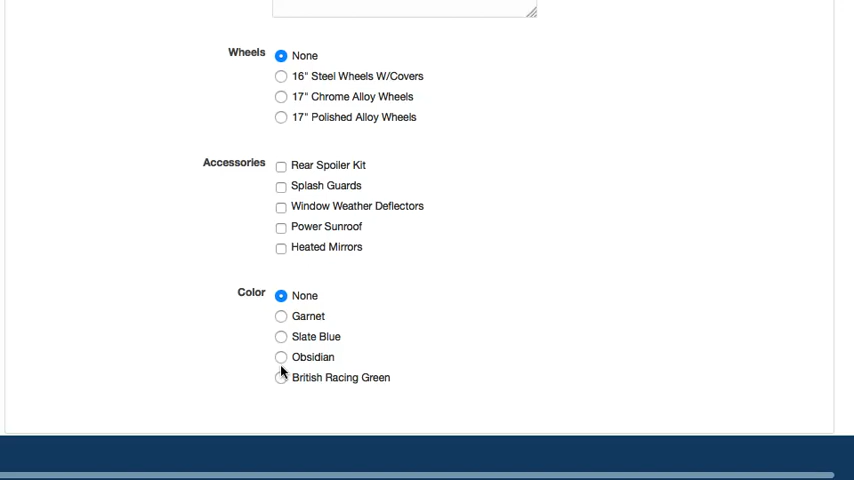 Wheels
None
16" Steel Wheels W/Covers
17" Chrome Alloy Wheels
17" Polished Alloy Wheels
Accessories
Rear Spoiler Kit
Splash Guards
Window Weather Deflectors
Power Sunroof
Heated Mirrors
Color
None
Garnet
Slate Blue
Obsidian
British Racing Green